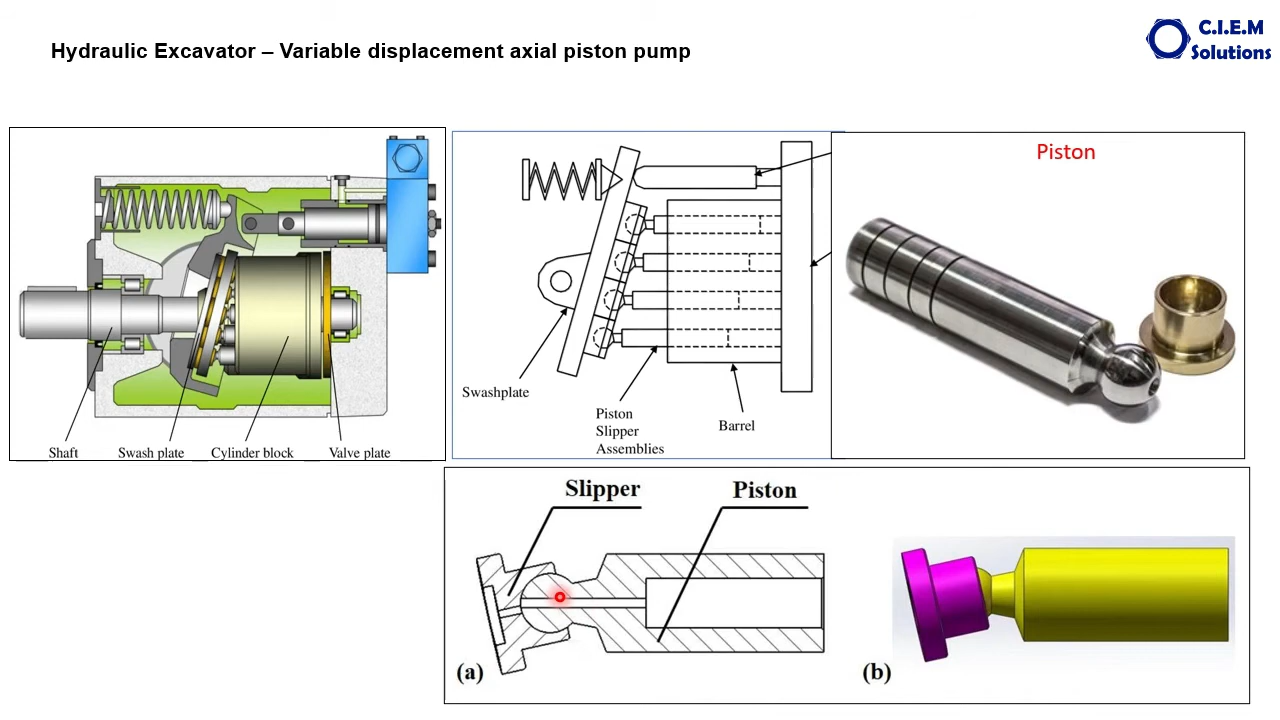 Hydraulic Excavator – Variable displacement axial piston pump
C.I.E.M
Solutions
Shaft
Swash plate
Cylinder block
Valve plate
Swashplate
Piston
Slipper
Assemblies
Barrel
Piston
Slipper
Piston
(a)
(b)